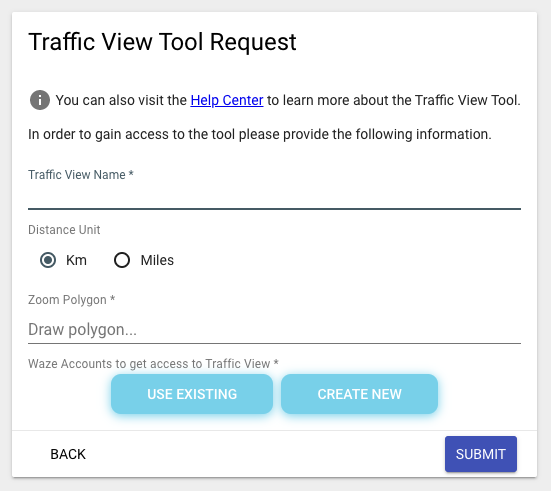 Traffic View Tool Request
You can also visit the Help Center to learn more about the Traffic View Tool.
In order to gain access to the tool please provide the following information.
Traffic View Name *
Distance Unit
Km Miles
Zoom Polygon *
Draw polygon...
Waze Accounts to get access to Traffic View *
USE EXISTING CREATE NEW
BACK SUBMIT